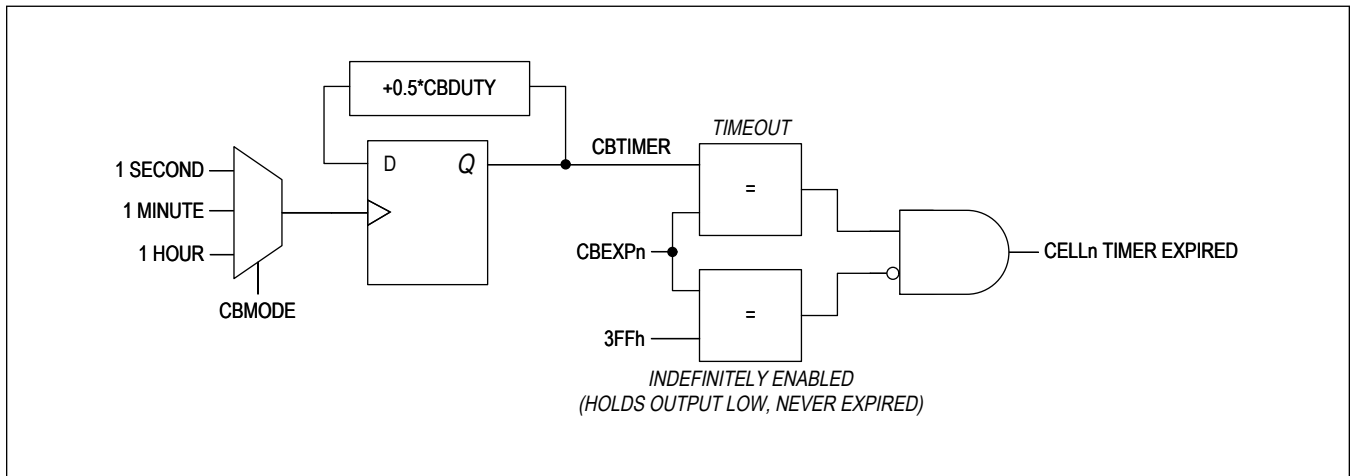 +0.5*CBDUTY
TIMEOUT
CBTIMER
D
Q
=
1 SECOND
1 MINUTE
1 HOUR
CBMODE
CBEXPn
CELLn TIMER EXPIRED
=
3FFh
INDEFINITELY ENABLED
(HOLDS OUTPUT LOW, NEVER EXPIRED)